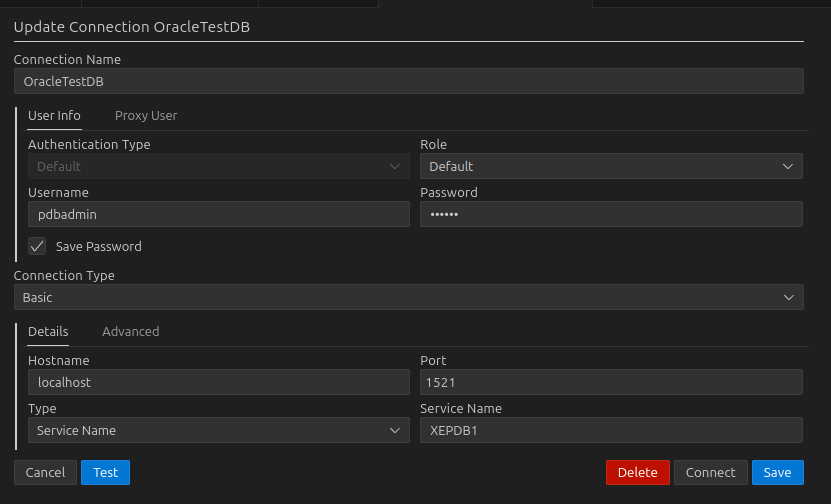 Update Connection OracleTestDB
Connection Name
OracleTestDB
User Info Proxy User
Authentication Type Role
Default Default
Username Password
pdbadmin ••••••
Save Password
Connection Type
Basic
Details Advanced
Hostname Port
localhost 1521
Type Service Name
Service Name XEPDB1
Cancel Test Delete Connect Save